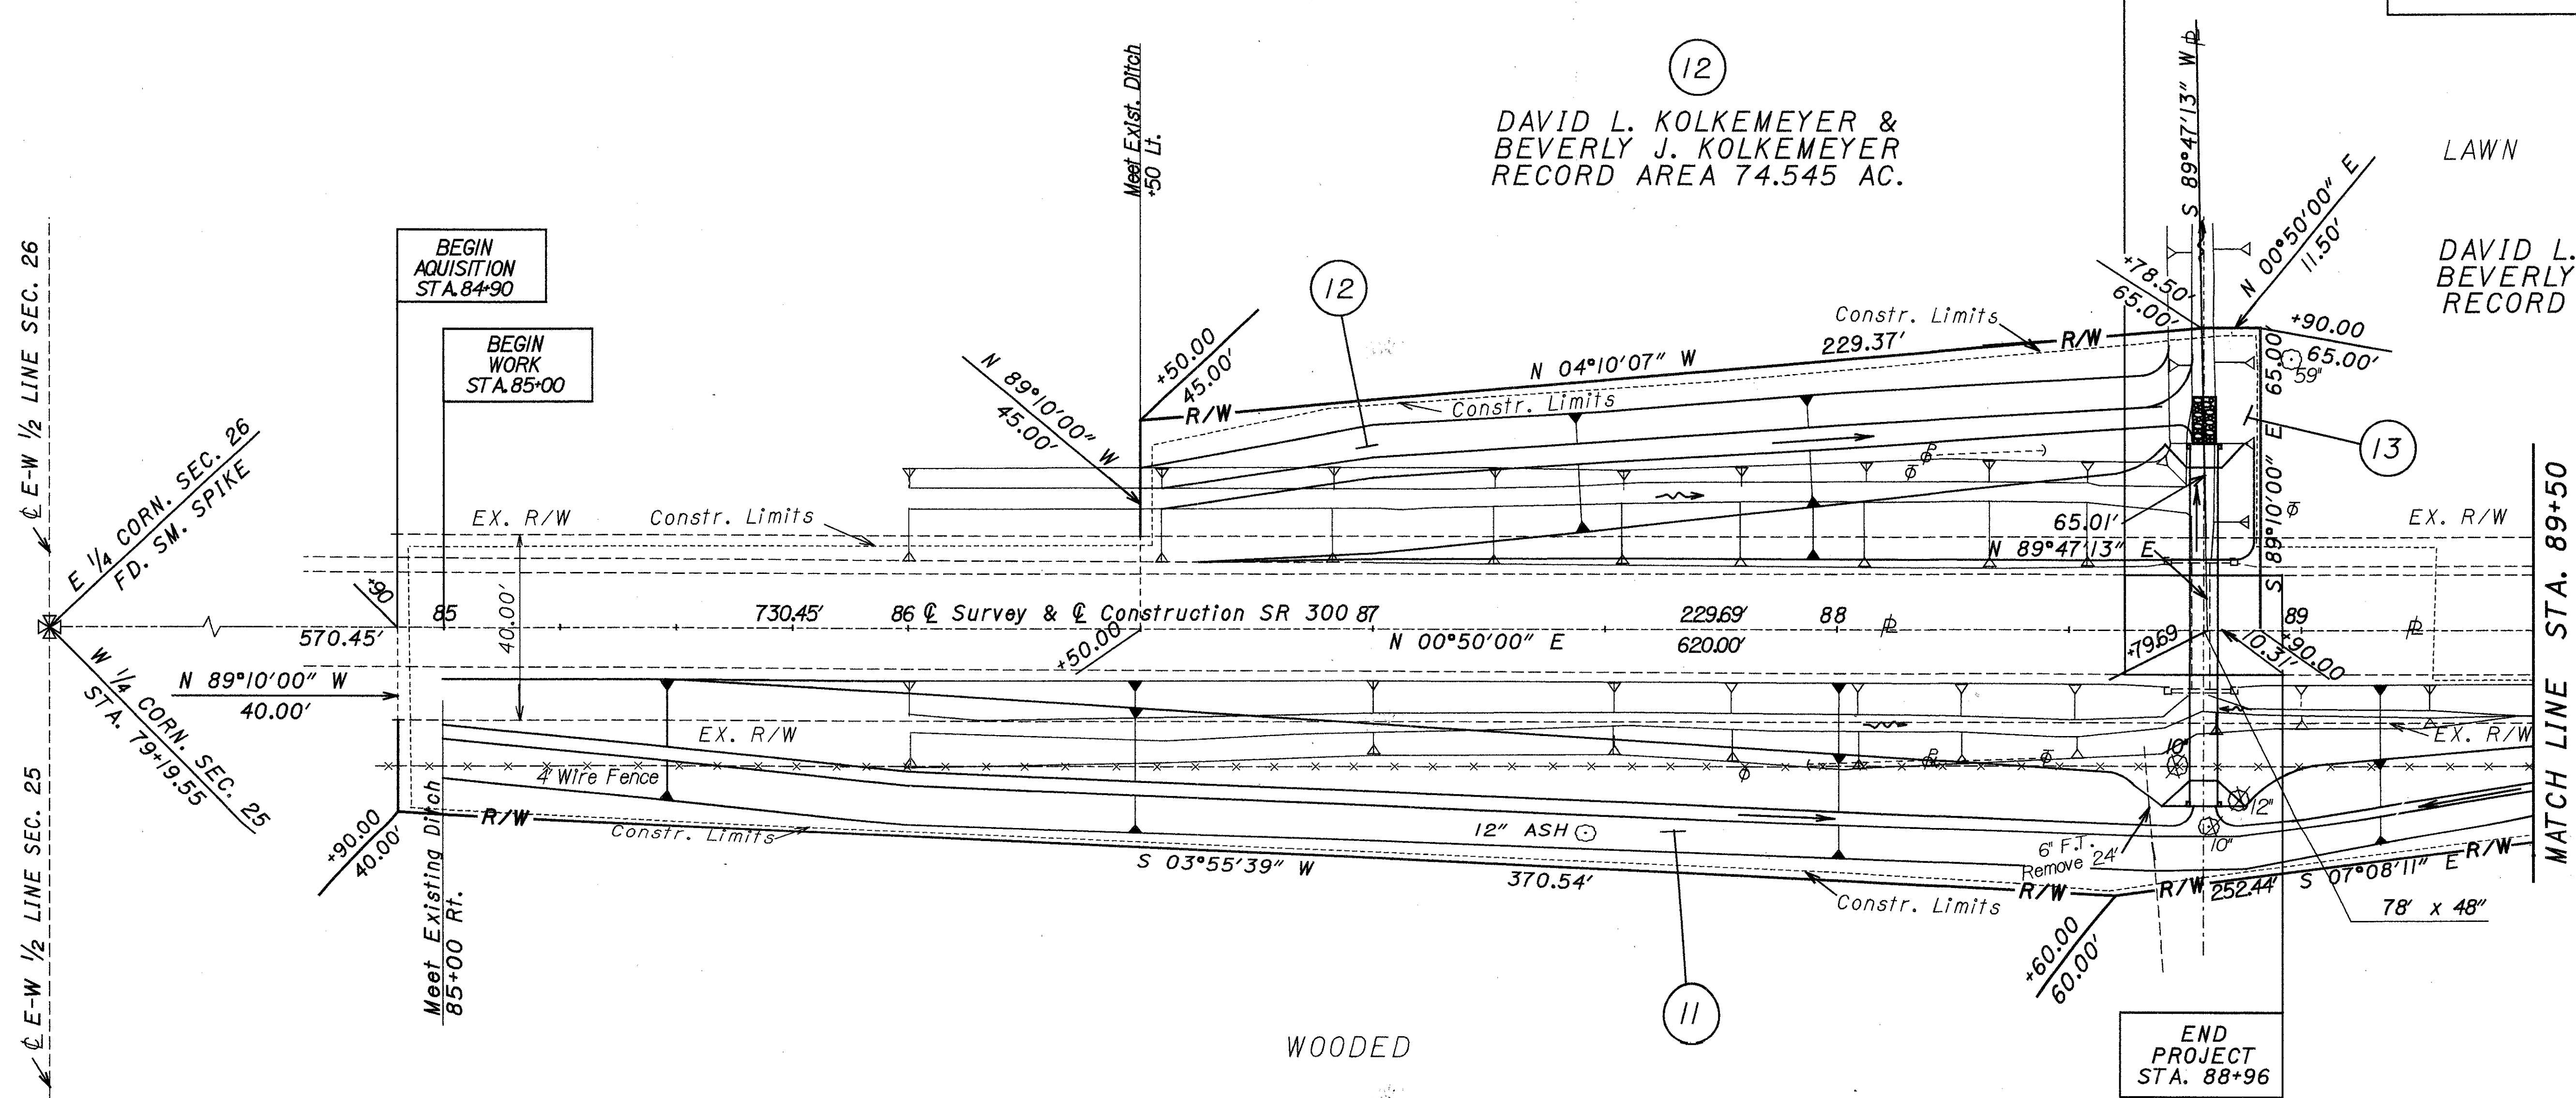 12
DAVID L. KOLKEMEYER &
BEVERLY J. KOLKEMEYER
RECORD AREA 74.545 AC.
LAWN
DAVID L.
BEVERLY
RECORD
S 89°47'13" W
N 00°50'00" E
11.50'
Meet Exist. Ditch
+50 Lt.
BEGIN
AQUISITION
STA.84+90
BEGIN
WORK
STA.85+00
℄ E-W 1/2 LINE SEC. 26
E 1/4 CORN. SEC. 26
FD. SM. SPIKE
W 1/4 CORN. SEC. 25
STA. 79+19.55
℄ E-W 1/2 LINE SEC. 25
N 89°10'00" W
45.00'
+50.00
45.00'
12
R/W
N 04°10'07" W
229.37'
Constr. Limits
R/W
Constr. Limits
+78.50'
65.00'
+90.00
65.00'
59"
S 89°10'00" E 65.00'
13
EX. R/W
Constr. Limits
65.01'
N 89°47'13" E
EX. R/W
MATCH LINE STA. 89+50
+90
570.45'
85
40.00'
730.45'
86 ℄ Survey & ℄ Construction SR 300 87
+50.00
N 00°50'00" E
229.69'
620.00'
88
+79.69
10.31'
+90.00
89
N 89°10'00" W
40.00'
EX. R/W
4' Wire Fence
EX. R/W
10"
12"
10"
+90.00
40.00'
R/W
Constr. Limits
Meet Existing Ditch
85+00 Rt.
12" ASH
S 03°55'39" W
370.54'
6" F.T.
Remove 24'
R/W
R/W
252.44'
S 07°08'11" E
R/W
Constr. Limits
78' x 48"
+60.00
60.00'
11
WOODED
END
PROJECT
STA. 88+96